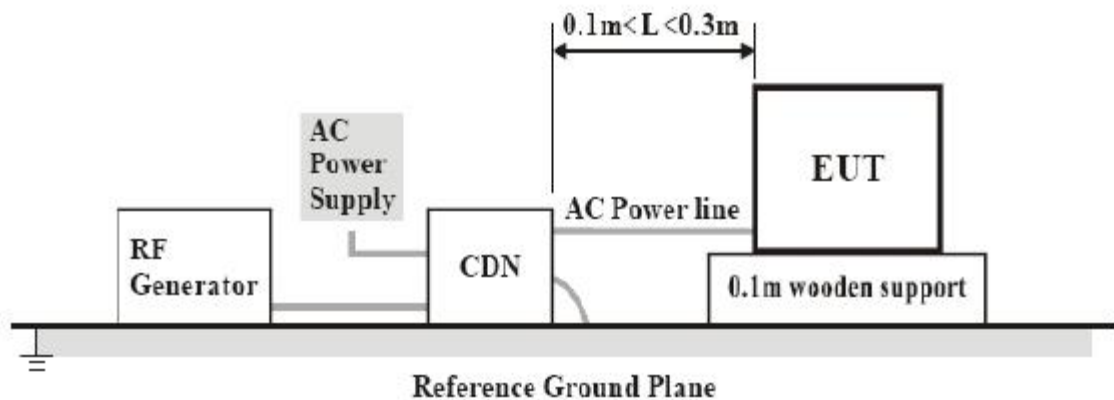 0.1m< L <0.3m
AC
Power
Supply
EUT
AC Power line
RF
Generator
CDN
0.1m wooden support
Reference Ground Plane